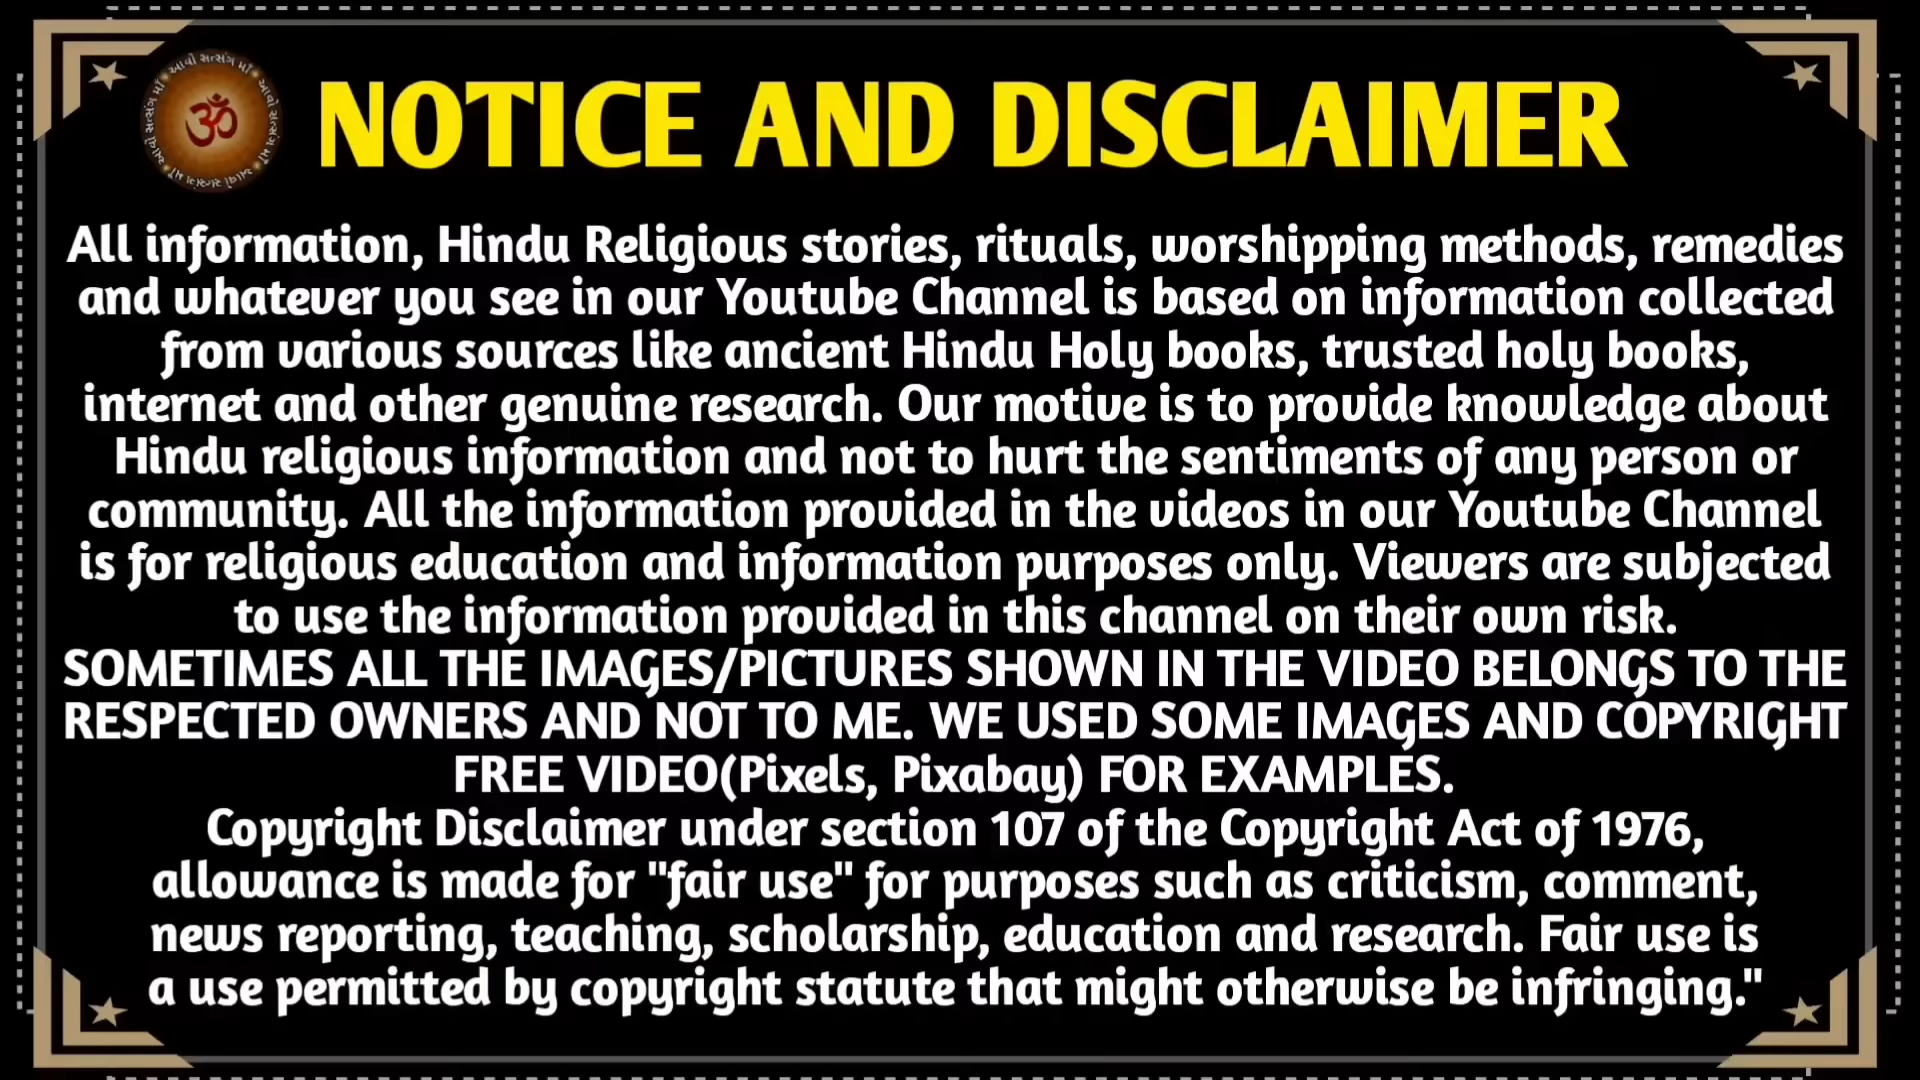 આવો સત્સંગ માઁ આવો સત્સંગ માઁ આવો સત્સંગ માઁ આવો સત્સંગ માઁ
ૐ
NOTICE AND DISCLAIMER
All information, Hindu Religious stories, rituals, worshipping methods, remedies
and whatever you see in our Youtube Channel is based on information collected
from various sources like ancient Hindu Holy books, trusted holy books,
internet and other genuine research. Our motive is to provide knowledge about
Hindu religious information and not to hurt the sentiments of any person or
community. All the information provided in the videos in our Youtube Channel
is for religious education and information purposes only. Viewers are subjected
to use the information provided in this channel on their own risk.
SOMETIMES ALL THE IMAGES/PICTURES SHOWN IN THE VIDEO BELONGS TO THE
RESPECTED OWNERS AND NOT TO ME. WE USED SOME IMAGES AND COPYRIGHT
FREE VIDEO(Pixels, Pixabay) FOR EXAMPLES.
Copyright Disclaimer under section 107 of the Copyright Act of 1976,
allowance is made for "fair use" for purposes such as criticism, comment,
news reporting, teaching, scholarship, education and research. Fair use is
a use permitted by copyright statute that might otherwise be infringing."